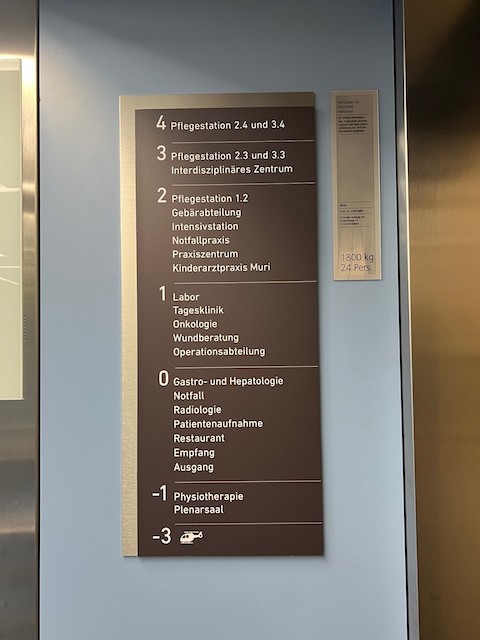 4 Pflegestation 2.4 und 3.4
3 Pflegestation 2.3 und 3.3
Interdisziplinäres Zentrum
2 Pflegestation 1.2
Gebärabteilung
Intensivstation
Notfallpraxis
Praxiszentrum
Kinderarztpraxis Muri
1 Labor
Tagesklinik
Onkologie
Wundberatung
Operationsabteilung
0 Gastro- und Hepatologie
Notfall
Radiologie
Patientenaufnahme
Restaurant
Empfang
Ausgang
-1 Physiotherapie
Plenarsaal
-3
1800 kg
24 Pers.